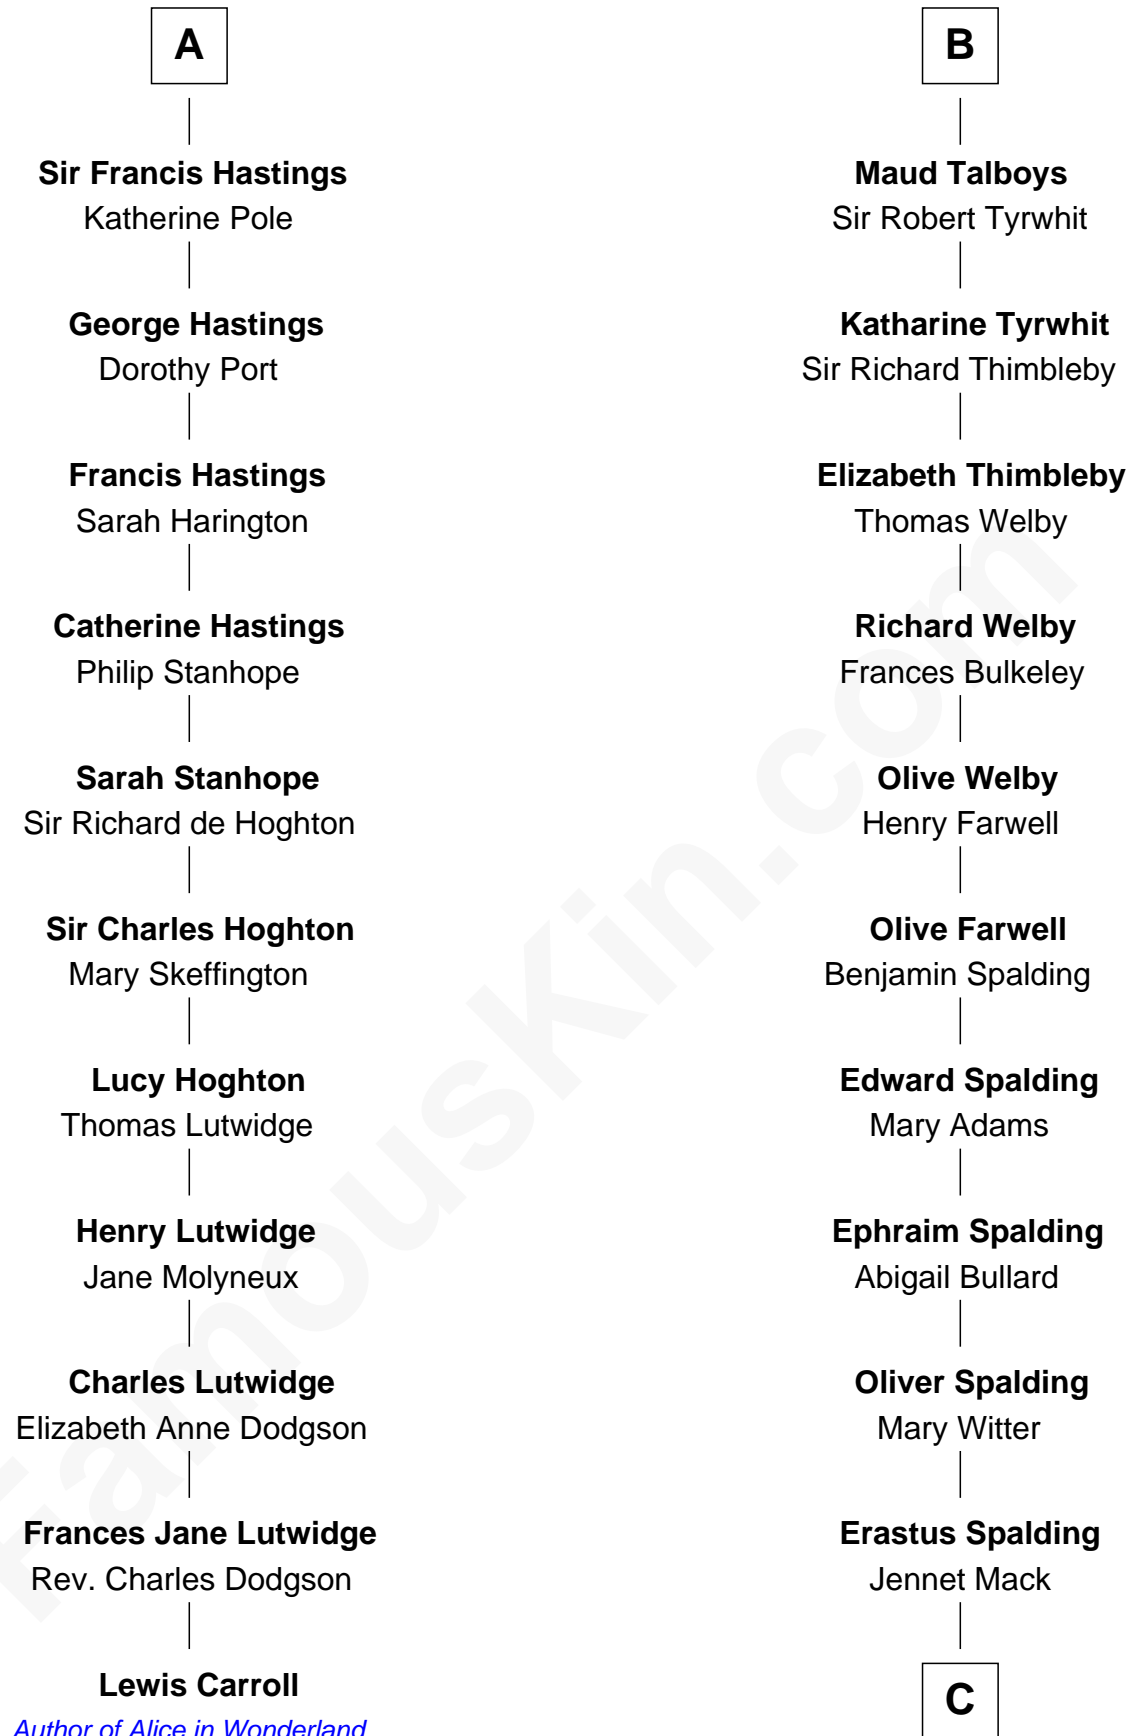 A
Sir Francis Hastings
Katherine Pole
George Hastings
Dorothy Port
Francis Hastings
Sarah Harington
Catherine Hastings
Philip Stanhope
Sarah Stanhope
Sir Richard de Hoghton
Sir Charles Hoghton
Mary Skeffington
Lucy Hoghton
Thomas Lutwidge
Henry Lutwidge
Jane Molyneux
Charles Lutwidge
Elizabeth Anne Dodgson
Frances Jane Lutwidge
Rev. Charles Dodgson
Lewis Carroll
Author of Alice in Wonderland
B
Maud Talboys
Sir Robert Tyrwhit
Katharine Tyrwhit
Sir Richard Thimbleby
Elizabeth Thimbleby
Thomas Welby
Richard Welby
Frances Bulkeley
Olive Welby
Henry Farwell
Olive Farwell
Benjamin Spalding
Edward Spalding
Mary Adams
Ephraim Spalding
Abigail Bullard
Oliver Spalding
Mary Witter
Erastus Spalding
Jennet Mack
C
FamousKin.com